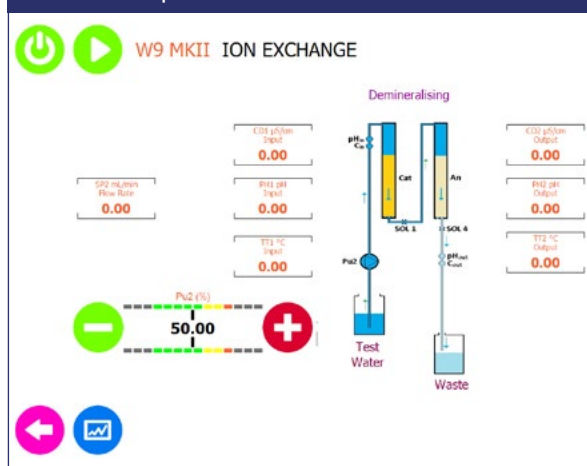 W9 MKII ION EXCHANGE
Demineralising
CD1 µS/cm
Input
0.00
SP2 mL/min
Flow Rate
0.00
PH1 pH
Input
0.00
TT1 °C
Input
0.00
pHin
Cin
Cat
An
SOL 1
SOL 4
Pu2
pHout
Cout
CD2 µS/cm
Output
0.00
PH2 pH
Output
0.00
TT2 °C
Output
0.00
Pu2 (%)
50.00
Test
Water
Waste